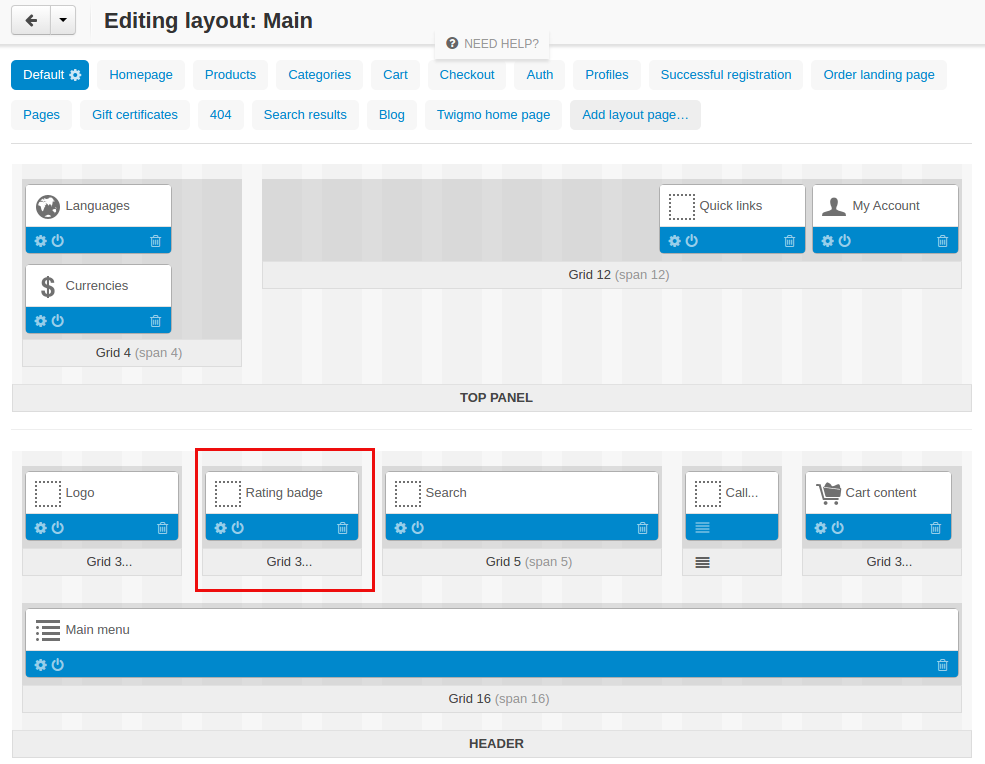 Editing layout: Main
NEED HELP?
Default Homepage Products Categories Cart Checkout Auth Profiles Successful registration Order landing page
Pages Gift certificates 404 Search results Blog Twigmo home page Add layout page...
Languages
Quick links
My Account
Currencies
Grid 12 (span 12)
Grid 4 (span 4)
TOP PANEL
Logo
Rating badge
Search
Call...
Cart content
Grid 3...
Grid 3...
Grid 5 (span 5)
Grid 3...
Main menu
Grid 16 (span 16)
HEADER